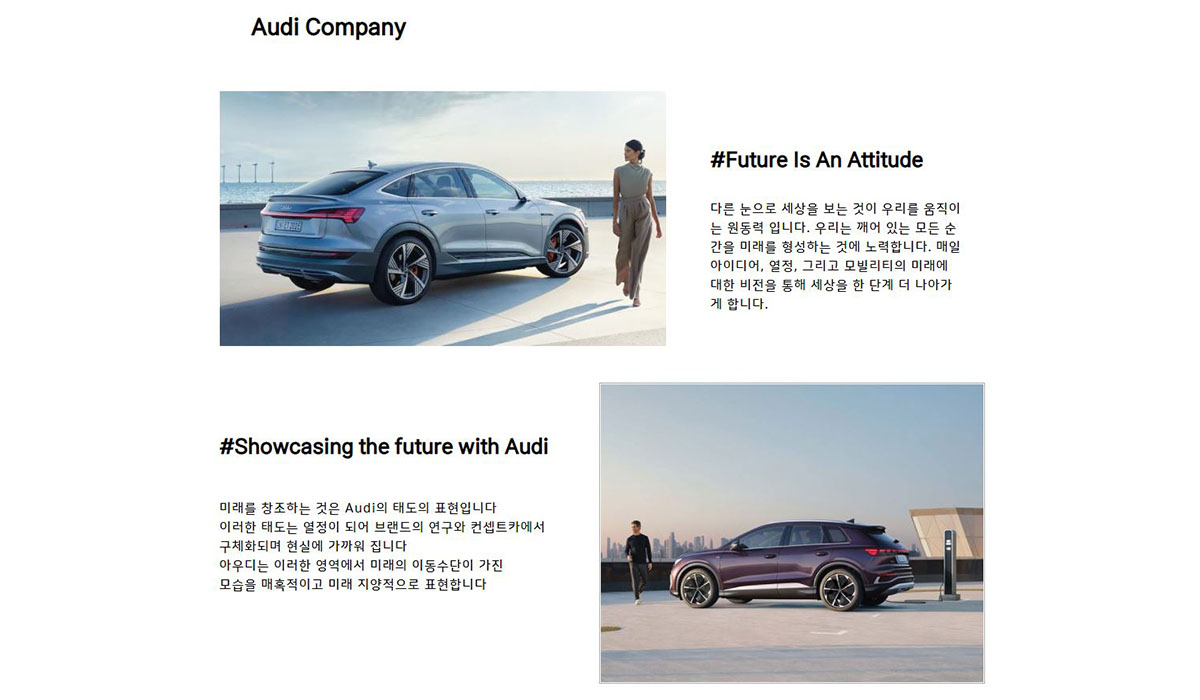 Audi Company
#Future Is An Attitude
다른 눈으로 세상을 보는 것이 우리를 움직이
는 원동력 입니다. 우리는 깨어 있는 모든 순
간을 미래를 형성하는 것에 노력합니다. 매일
아이디어, 열정, 그리고 모빌리티의 미래에
대한 비전을 통해 세상을 한 단계 더 나아가
게 합니다.
#Showcasing the future with Audi
미래를 창조하는 것은 Audi의 태도의 표현입니다
이러한 태도는 열정이 되어 브랜드의 연구와 컨셉트카에서
구체화되며 현실에 가까워 집니다
아우디는 이러한 영역에서 미래의 이동수단이 가진
모습을 매혹적이고 미래 지양적으로 표현합니다